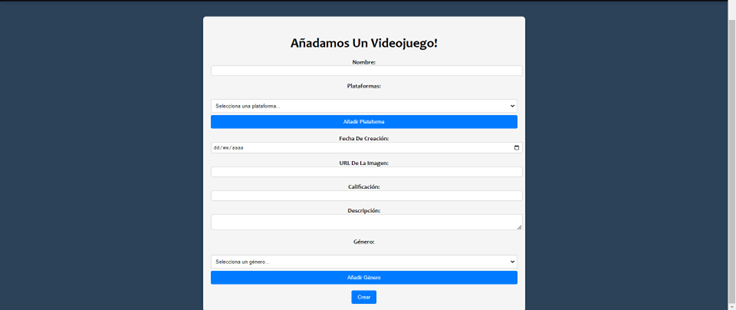 Añadamos Un Videojuego!
Nombre:
Plataformas:
Selecciona una plataforma...
Añadir Plataforma
Fecha De Creación:
dd/mm/aaaa
URL De La Imagen:
Calificación:
Descripción:
Género:
Selecciona un género...
Añadir Género
Crear